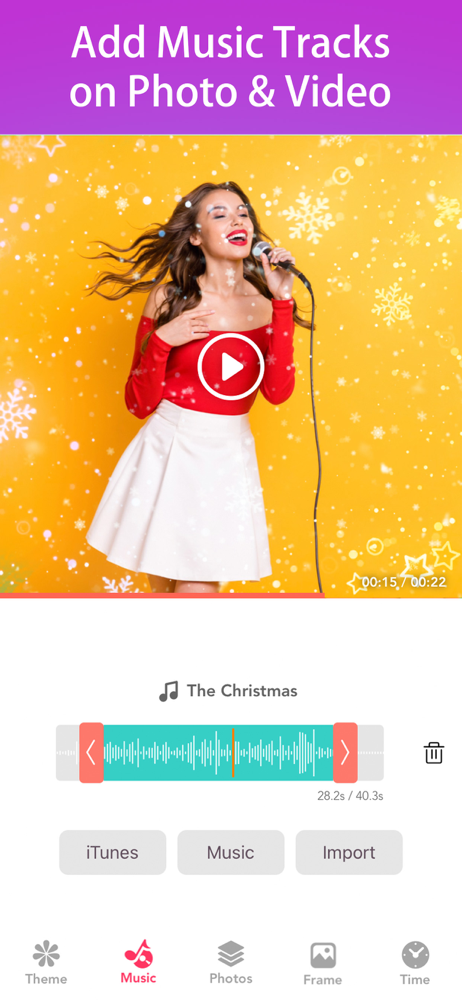 Add Music Tracks
on Photo & Video
00:15 / 00:22
The Christmas
28.2s / 40.3s
iTunes
Music
Import
Theme
Music
Photos
Frame
Time